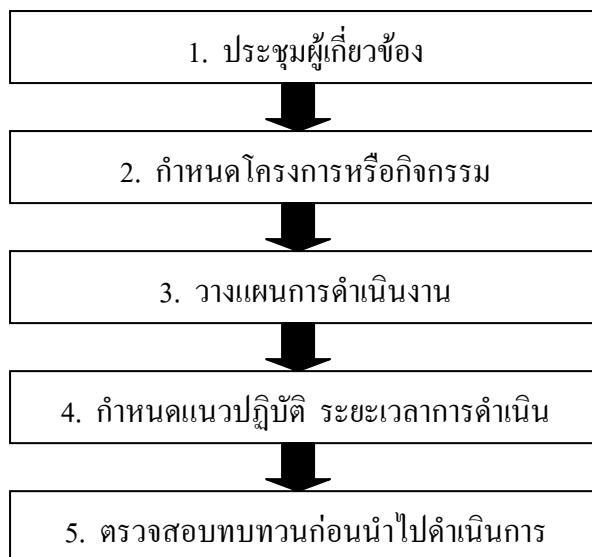 1. ประชุมผู้เกี่ยวข้อง
2. กำหนดโครงการหรือกิจกรรม
3. วางแผนการดำเนินงาน
4. กำหนดแนวปฏิบัติ ระยะเวลาการดำเนิน
5. ตรวจสอบทบทวนก่อนนำไปดำเนินการ